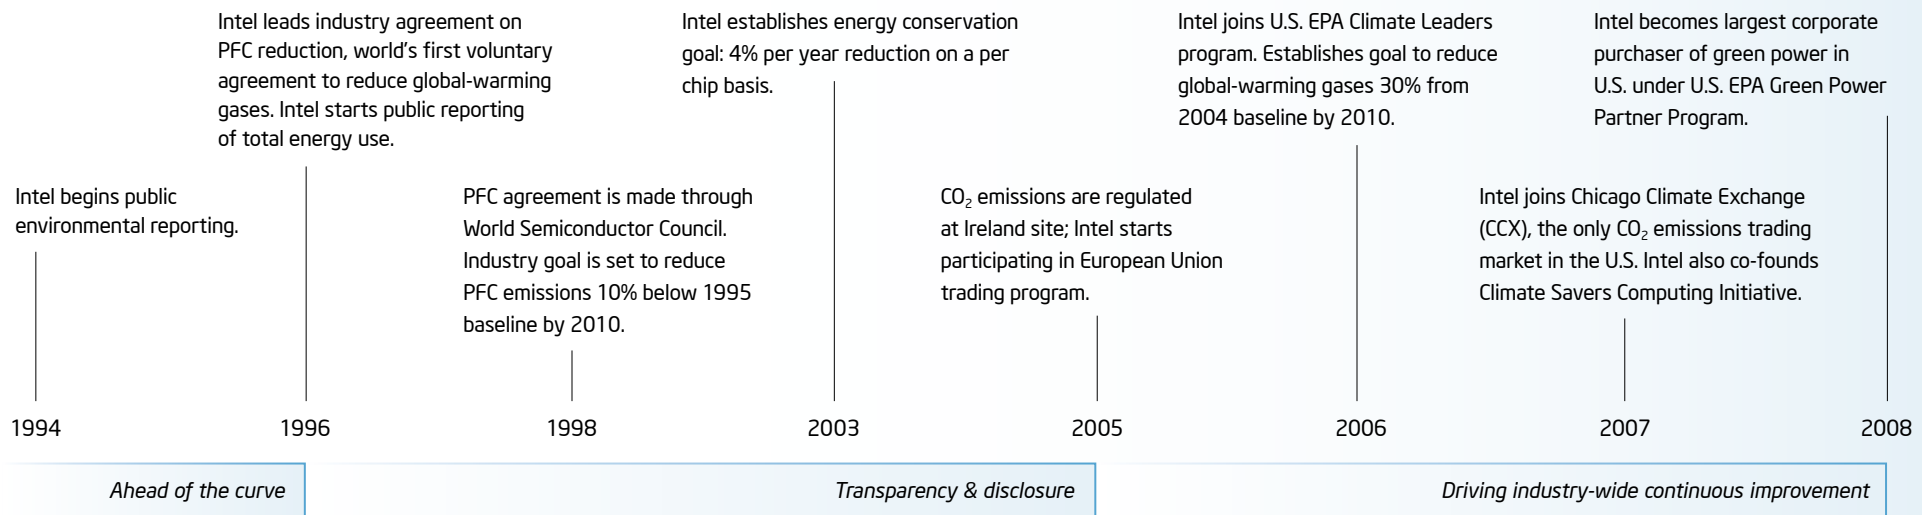 Intel leads industry agreement on
PFC reduction, world's first voluntary
agreement to reduce global-warming
gases. Intel starts public reporting
of total energy use.
Intel establishes energy conservation
goal: 4% per year reduction on a per
chip basis.
Intel joins U.S. EPA Climate Leaders
program. Establishes goal to reduce
global-warming gases 30% from
2004 baseline by 2010.
Intel becomes largest corporate
purchaser of green power in
U.S. under U.S. EPA Green Power
Partner Program.
Intel begins public
environmental reporting.
PFC agreement is made through
World Semiconductor Council.
Industry goal is set to reduce
PFC emissions 10% below 1995
baseline by 2010.
CO₂ emissions are regulated
at Ireland site; Intel starts
participating in European Union
trading program.
Intel joins Chicago Climate Exchange
(CCX), the only CO₂ emissions trading
market in the U.S. Intel also co-founds
Climate Savers Computing Initiative.
1994 1996 1998 2003 2005 2006 2007 2008
Ahead of the curve
Transparency & disclosure
Driving industry-wide continuous improvement